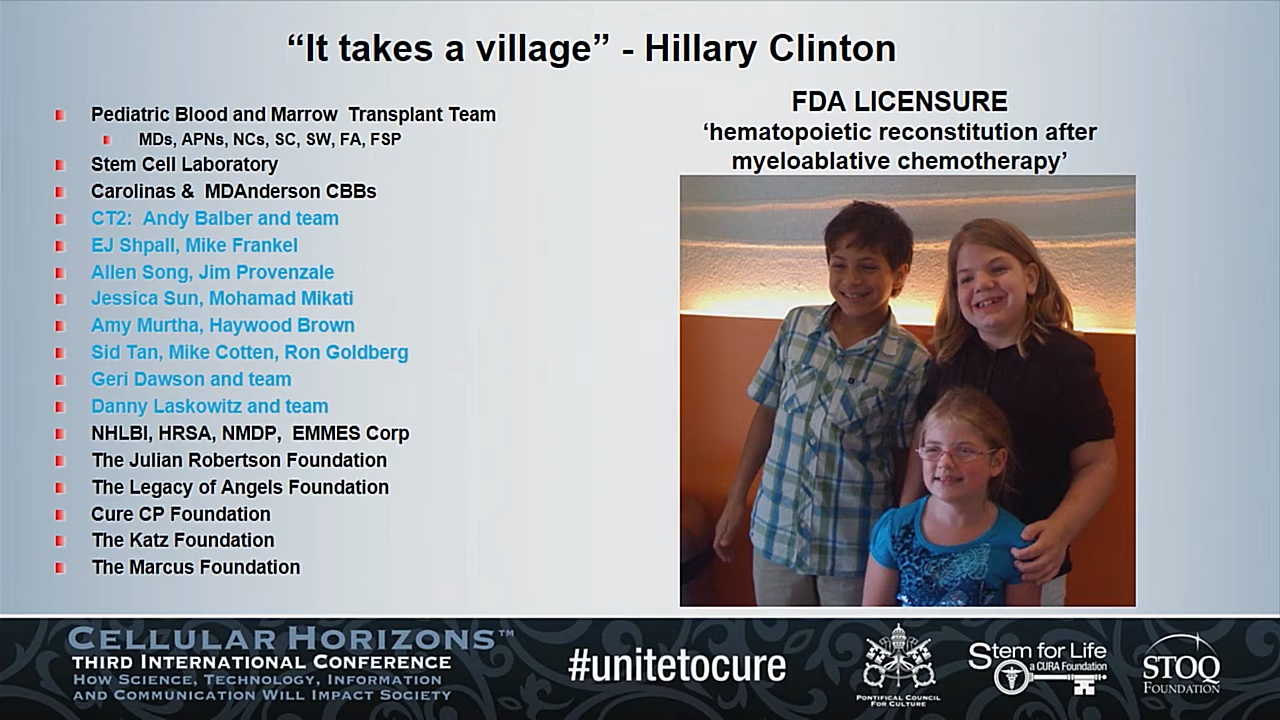 “It takes a village” - Hillary Clinton
Pediatric Blood and Marrow Transplant Team
MDs, APNs, NCs, SC, SW, FA, FSP
Stem Cell Laboratory
Carolinas & MDAnderson CBBs
CT2: Andy Balber and team
EJ Shpall, Mike Frankel
Allen Song, Jim Provenzale
Jessica Sun, Mohamad Mikati
Amy Murtha, Haywood Brown
Sid Tan, Mike Cotten, Ron Goldberg
Geri Dawson and team
Danny Laskowitz and team
NHLBI, HRSA, NMDP, EMMES Corp
The Julian Robertson Foundation
The Legacy of Angels Foundation
Cure CP Foundation
The Katz Foundation
The Marcus Foundation
FDA LICENSURE
‘hematopoietic reconstitution after
myeloablative chemotherapy’
CELLULAR HORIZONS™
THIRD INTERNATIONAL CONFERENCE
HOW SCIENCE, TECHNOLOGY, INFORMATION
AND COMMUNICATION WILL IMPACT SOCIETY
#unitetocure
PONTIFICAL COUNCIL
FOR CULTURE
Stem for Life
a CURA Foundation
STOQ
FOUNDATION